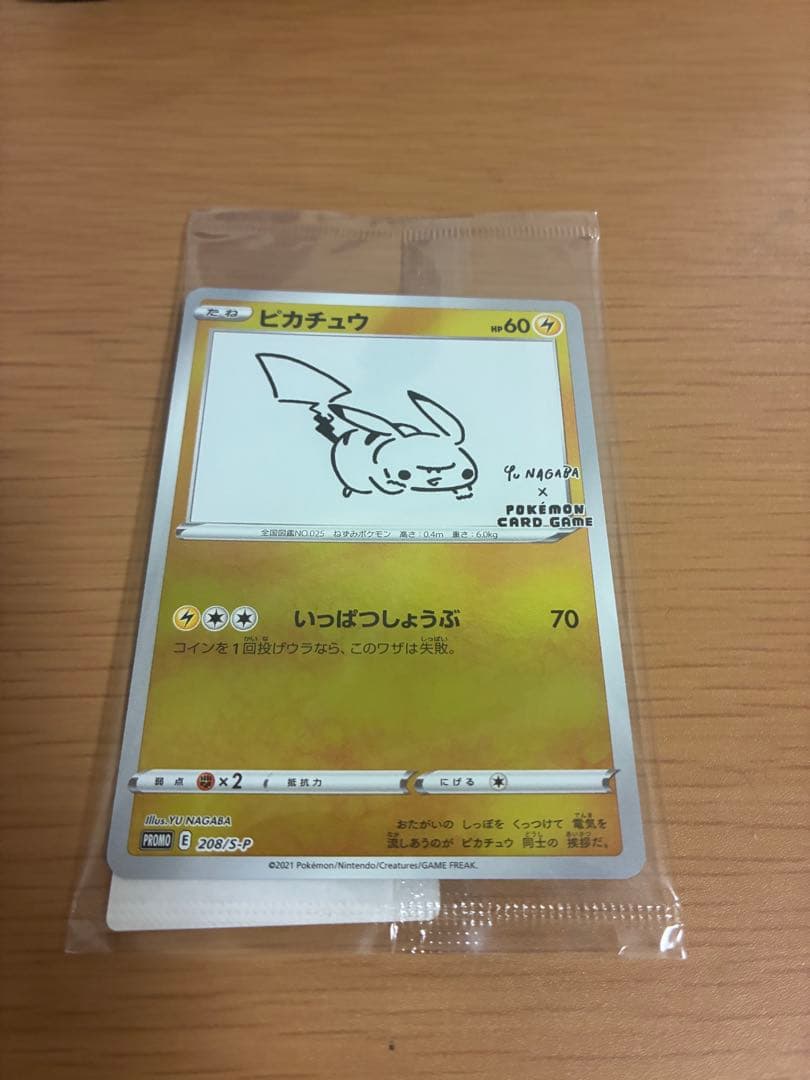 たね ピカチュウ HP60
Yu NAGABA
×
POKÉMON
CARD GAME
全国図鑑NO.025 ねずみポケモン 高さ:0.4m 重さ:6.0kg
いっぱつしょうぶ 70
コインを1回投げウラなら、このワザは失敗。
弱点 ×2 抵抗力 にげる
Illus.YU NAGABA
PROMO E 208/S-P
おたがいの しっぽを くっつけて 電気を
流しあうのが ピカチュウ 同士の 挨拶だ。
©2021 Pokémon/Nintendo/Creatures/GAME FREAK.